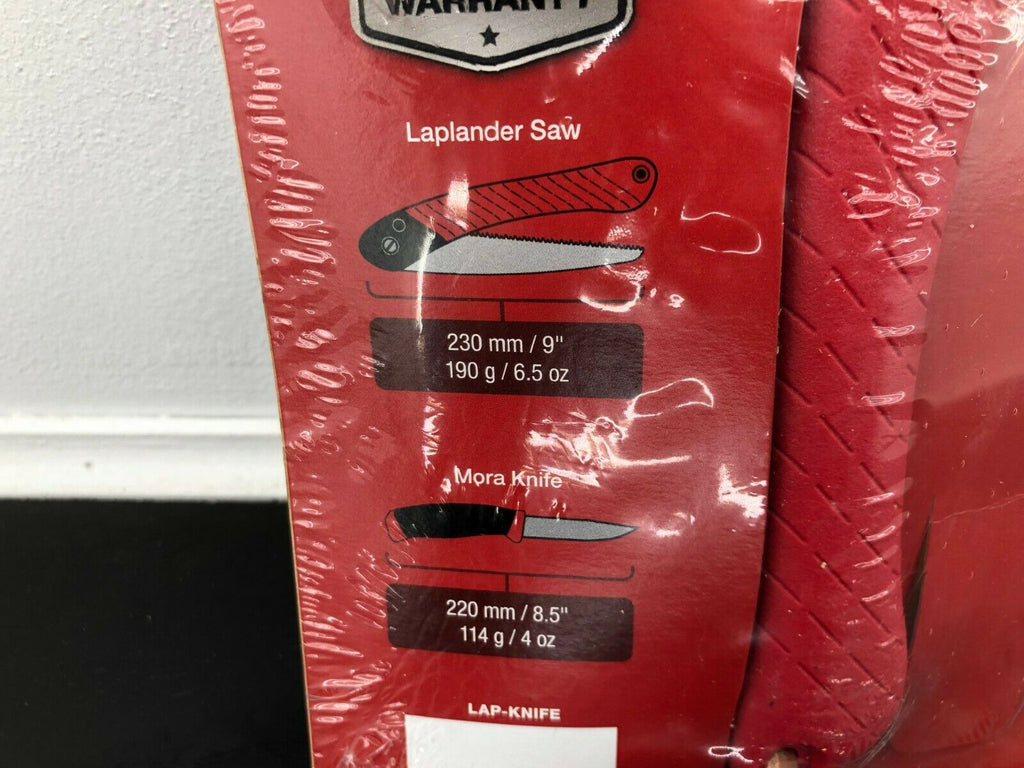 WARRANTY
Laplander Saw
230 mm / 9"
190 g / 6.5 oz
Mora Knife
220 mm / 8.5"
114 g / 4 oz
LAP-KNIFE